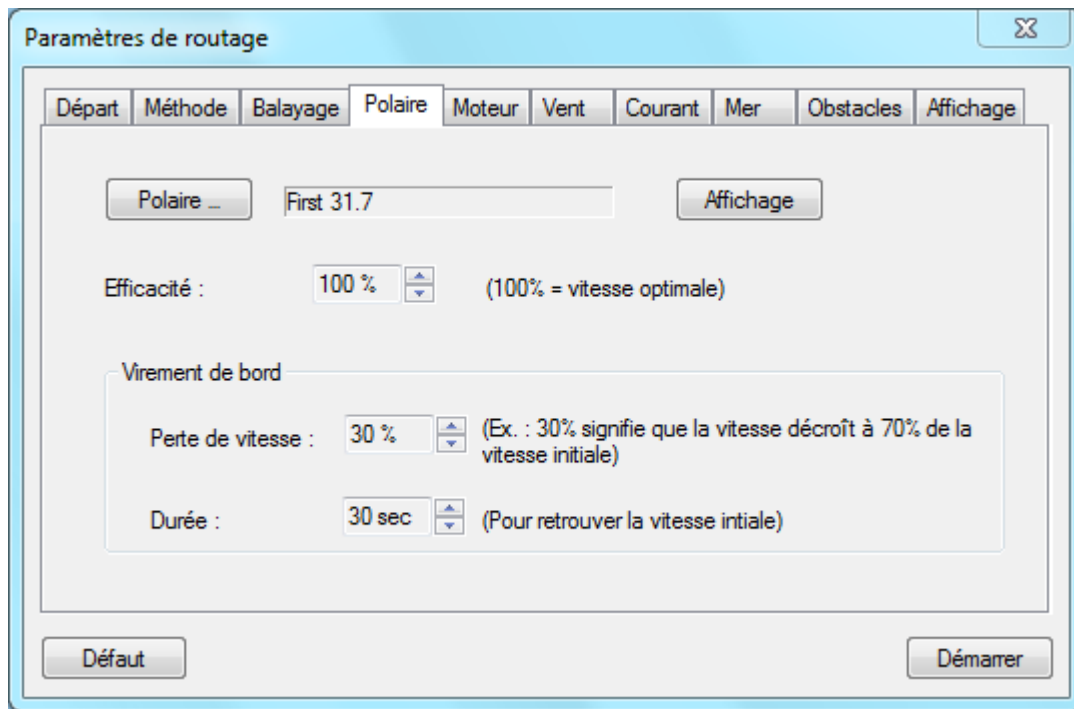 Paramètres de routage
Départ Méthode Balayage Polaire Moteur Vent Courant Mer Obstacles Affichage
Polaire ... First 31.7 Affichage
Efficacité : 100 % (100% = vitesse optimale)
Virement de bord
Perte de vitesse : 30 % (Ex. : 30% signifie que la vitesse décroît à 70% de la
vitesse initiale)
Durée : 30 sec (Pour retrouver la vitesse intiale)
Défaut Démarrer